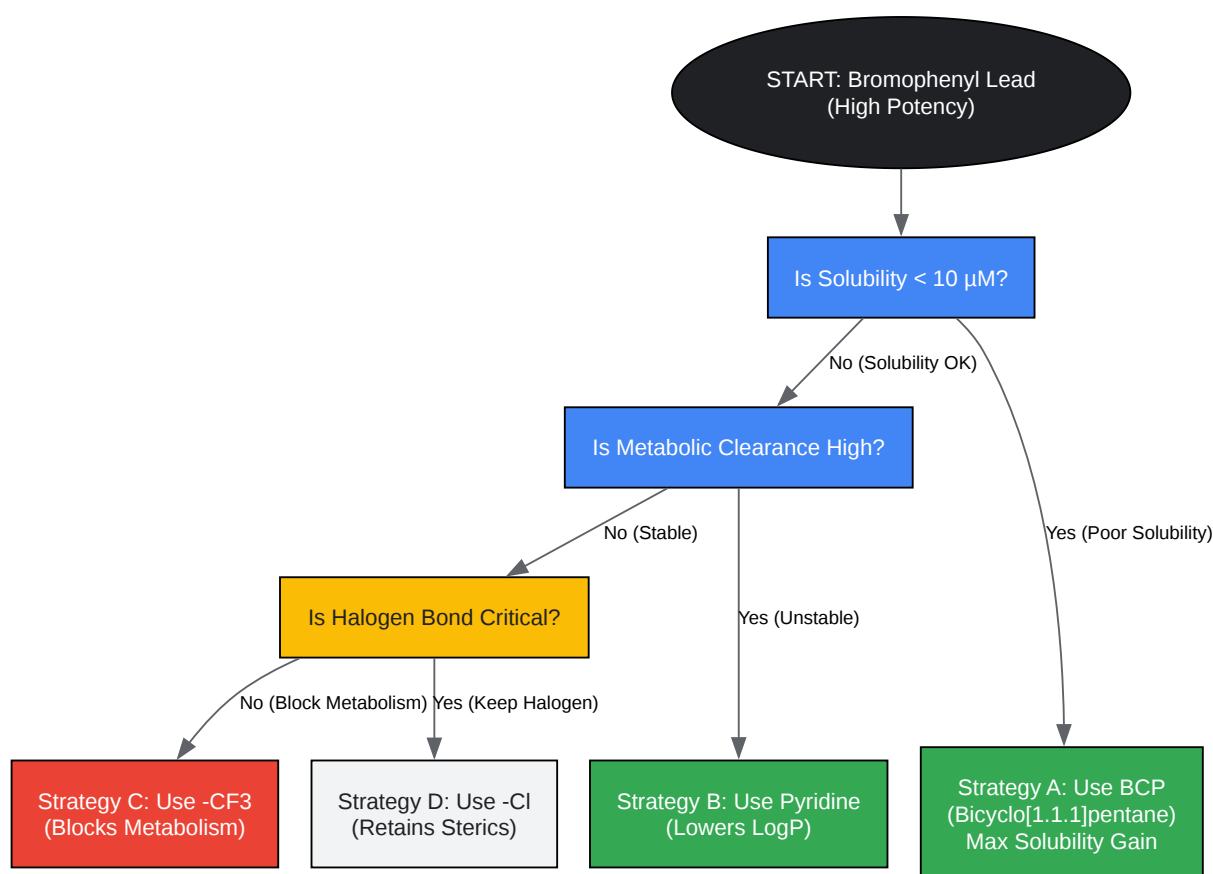 START: Bromophenyl Lead
(High Potency)
Is Solubility < 10 µM?
No (Solubility OK)
Is Metabolic Clearance High?
No (Stable)
Yes (Poor Solubility)
Is Halogen Bond Critical?
Yes (Unstable)
No (Block Metabolism)
Yes (Keep Halogen)
Strategy C: Use -CF3
(Blocks Metabolism)
Strategy D: Use -Cl
(Retains Sterics)
Strategy B: Use Pyridine
(Lowers LogP)
Strategy A: Use BCP
(Bicyclo[1.1.1]pentane)
Max Solubility Gain